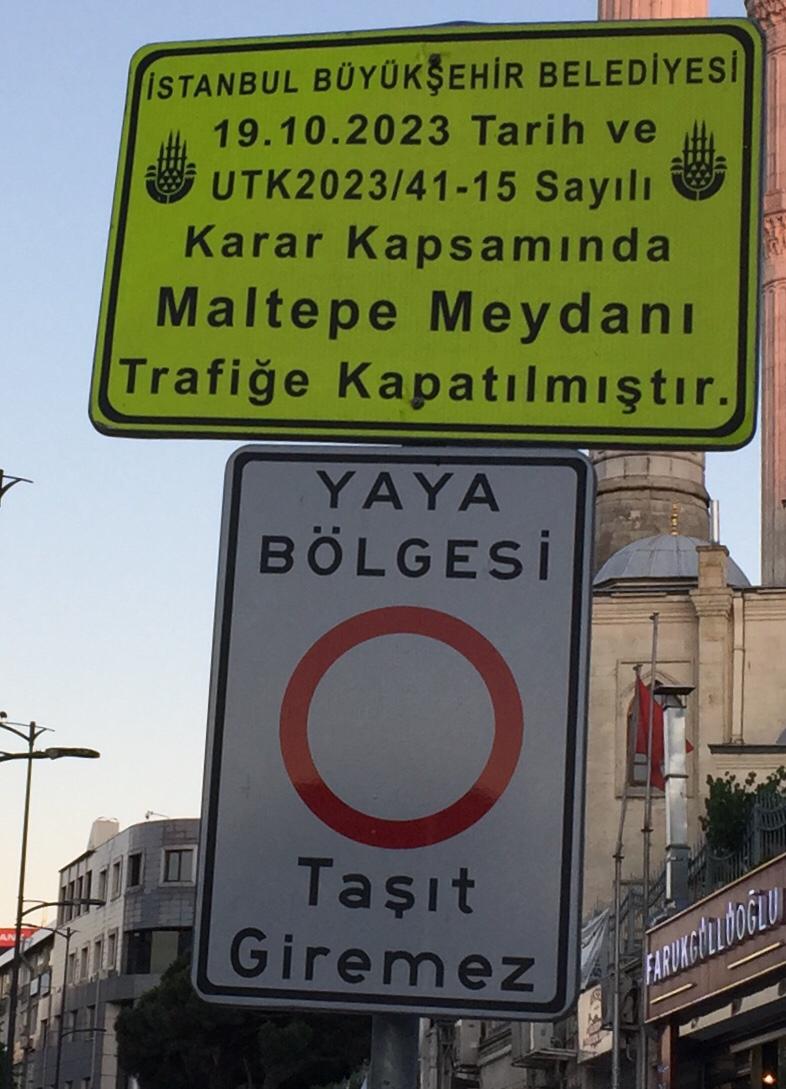 İSTANBUL BÜYÜKŞEHİR BELEDİYESİ
19.10.2023 Tarih ve
UTK2023/41-15 Sayılı
Karar Kapsamında
Maltepe Meydanı
Trafiğe Kapatılmıştır.
YAYA
BÖLGESİ
Taşıt
Giremez
FARUKGÜLLÜOĞLU